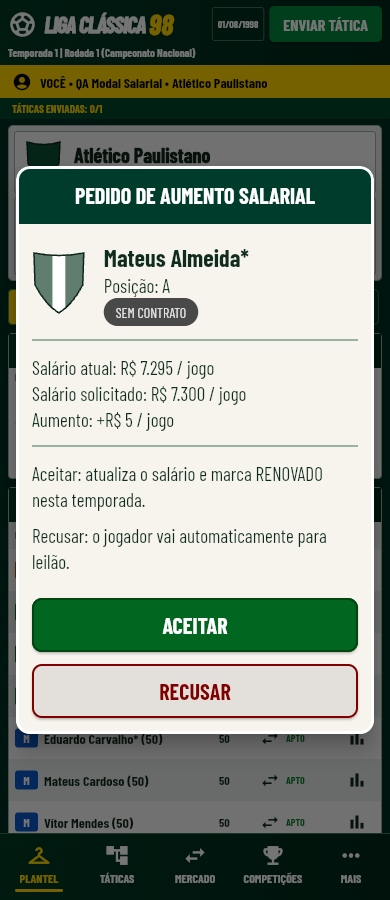 LIGA CLÁSSICA 98
01/08/1998
ENVIAR TÁTICA
Temporada 1 | Rodada 1 (Campeonato Nacional)
VOCÊ • QA Modal Salarial • Atlético Paulistano
TÁTICAS ENVIADAS: 0/1
Atlético Paulistano
PEDIDO DE AUMENTO SALARIAL
Mateus Almeida*
Posição: A
SEM CONTRATO
Salário atual: R$ 7.295 / jogo
Salário solicitado: R$ 7.300 / jogo
Aumento: +R$ 5 / jogo
Aceitar: atualiza o salário e marca RENOVADO
nesta temporada.
Recusar: o jogador vai automaticamente para
leilão.
ACEITAR
RECUSAR
M Eduardo Carvalho* (50) 50 APTO
M Mateus Cardoso (50) 50 APTO
M Vítor Mendes (50) 50 APTO
PLANTEL TÁTICAS MERCADO COMPETIÇÕES MAIS